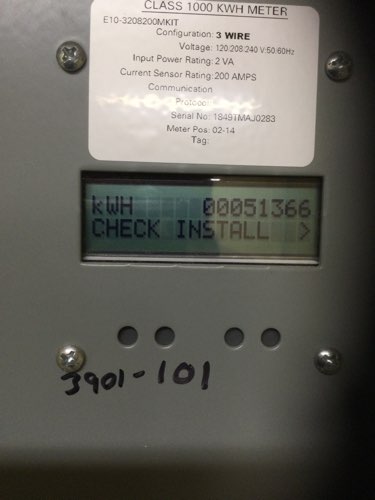 CLASS 1000 KWH METER
E10-3208200MKIT
Configuration: 3 WIRE
Voltage: 120:208:240 V:50:60Hz
Input Power Rating: 2 VA
Current Sensor Rating: 200 AMPS
Communication
Protocol
Serial No: 1849TMAJ0283
Meter Pos: 02-14
Tag:
kWH 00051366
CHECK INSTALL >
3901-101